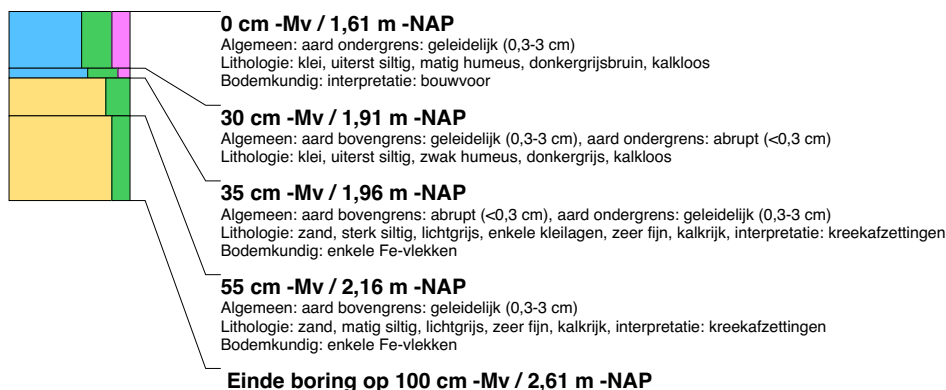 0 cm -Mv / 1,61 m -NAP
Algemeen: aard ondergrens: geleidelijk (0,3-3 cm)
Lithologie: klei, uiterst siltig, matig humeus, donkergrijsbruin, kalkloos
Bodemkundig: interpretatie: bouwvoor
30 cm -Mv / 1,91 m -NAP
Algemeen: aard bovengrens: geleidelijk (0,3-3 cm), aard ondergrens: abrupt (<0,3 cm)
Lithologie: klei, uiterst siltig, zwak humeus, donkergrijs, kalkloos
35 cm -Mv / 1,96 m -NAP
Algemeen: aard bovengrens: abrupt (<0,3 cm), aard ondergrens: geleidelijk (0,3-3 cm)
Lithologie: zand, sterk siltig, lichtgrijs, enkele kleilagen, zeer fijn, kalkrijk, interpretatie: kreekafzettingen
Bodemkundig: enkele Fe-vlekken
55 cm -Mv / 2,16 m -NAP
Algemeen: aard bovengrens: geleidelijk (0,3-3 cm)
Lithologie: zand, matig siltig, lichtgrijs, zeer fijn, kalkrijk, interpretatie: kreekafzettingen
Bodemkundig: enkele Fe-vlekken
Einde boring op 100 cm -Mv / 2,61 m -NAP